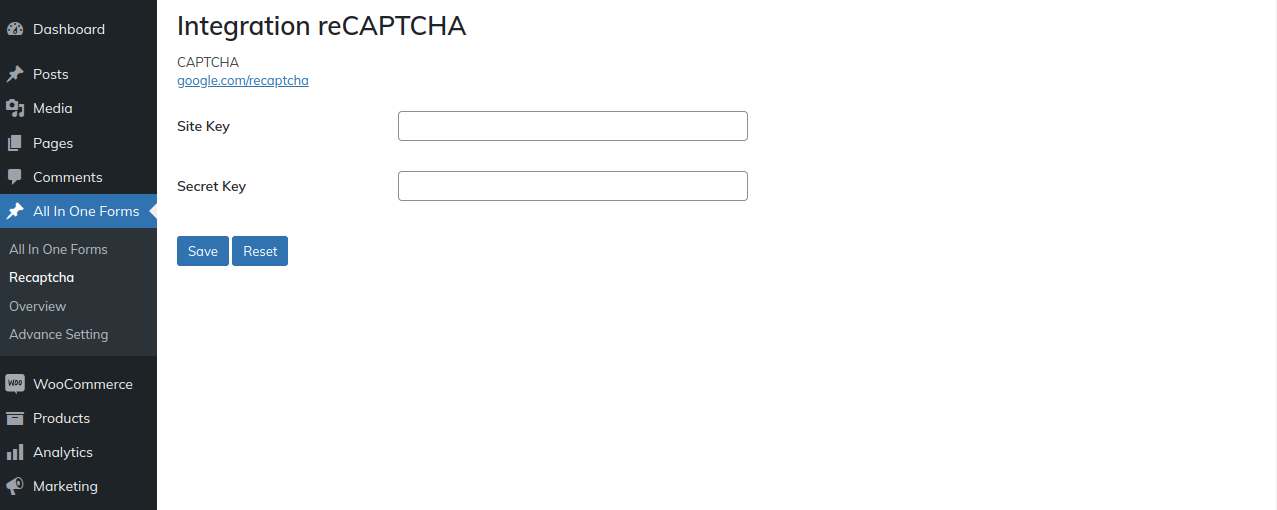 Dashboard
Posts
Media
Pages
Comments
All In One Forms
All In One Forms
Recaptcha
Overview
Advance Setting
WOO WooCommerce
Products
Analytics
Marketing
Integration reCAPTCHA
CAPTCHA
google.com/recaptcha
Site Key
Secret Key
Save Reset